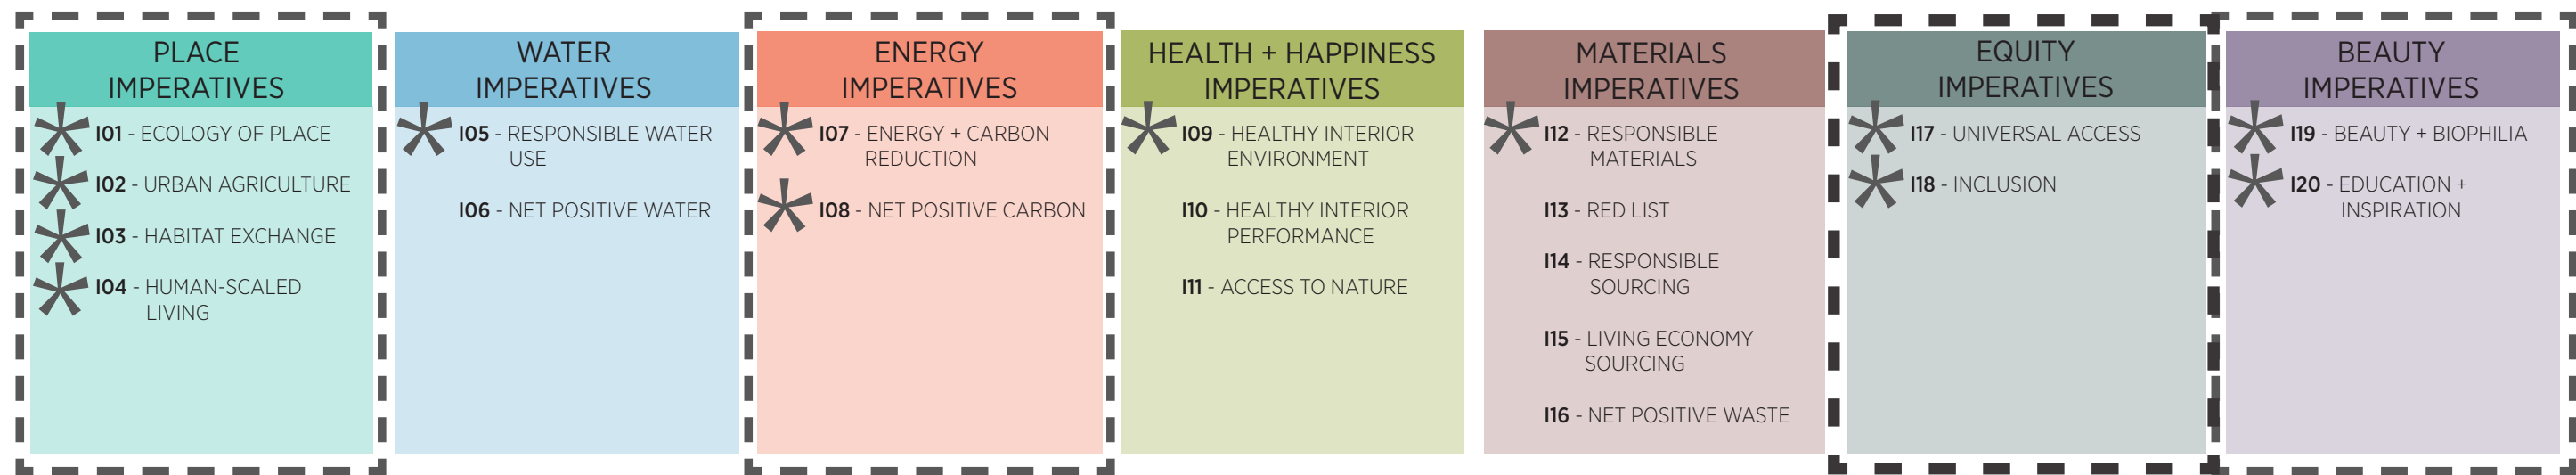 PLACE
IMPERATIVES
I01 - ECOLOGY OF PLACE
I02 - URBAN AGRICULTURE
I03 - HABITAT EXCHANGE
I04 - HUMAN-SCALED
LIVING
WATER
IMPERATIVES
I05 - RESPONSIBLE WATER
USE
I06 - NET POSITIVE WATER
ENERGY
IMPERATIVES
I07 - ENERGY + CARBON
REDUCTION
I08 - NET POSITIVE CARBON
HEALTH + HAPPINESS
IMPERATIVES
I09 - HEALTHY INTERIOR
ENVIRONMENT
I10 - HEALTHY INTERIOR
PERFORMANCE
I11 - ACCESS TO NATURE
MATERIALS
IMPERATIVES
I12 - RESPONSIBLE
MATERIALS
I13 - RED LIST
I14 - RESPONSIBLE
SOURCING
I15 - LIVING ECONOMY
SOURCING
I16 - NET POSITIVE WASTE
EQUITY
IMPERATIVES
I17 - UNIVERSAL ACCESS
I18 - INCLUSION
BEAUTY
IMPERATIVES
I19 - BEAUTY + BIOPHILIA
I20 - EDUCATION +
INSPIRATION